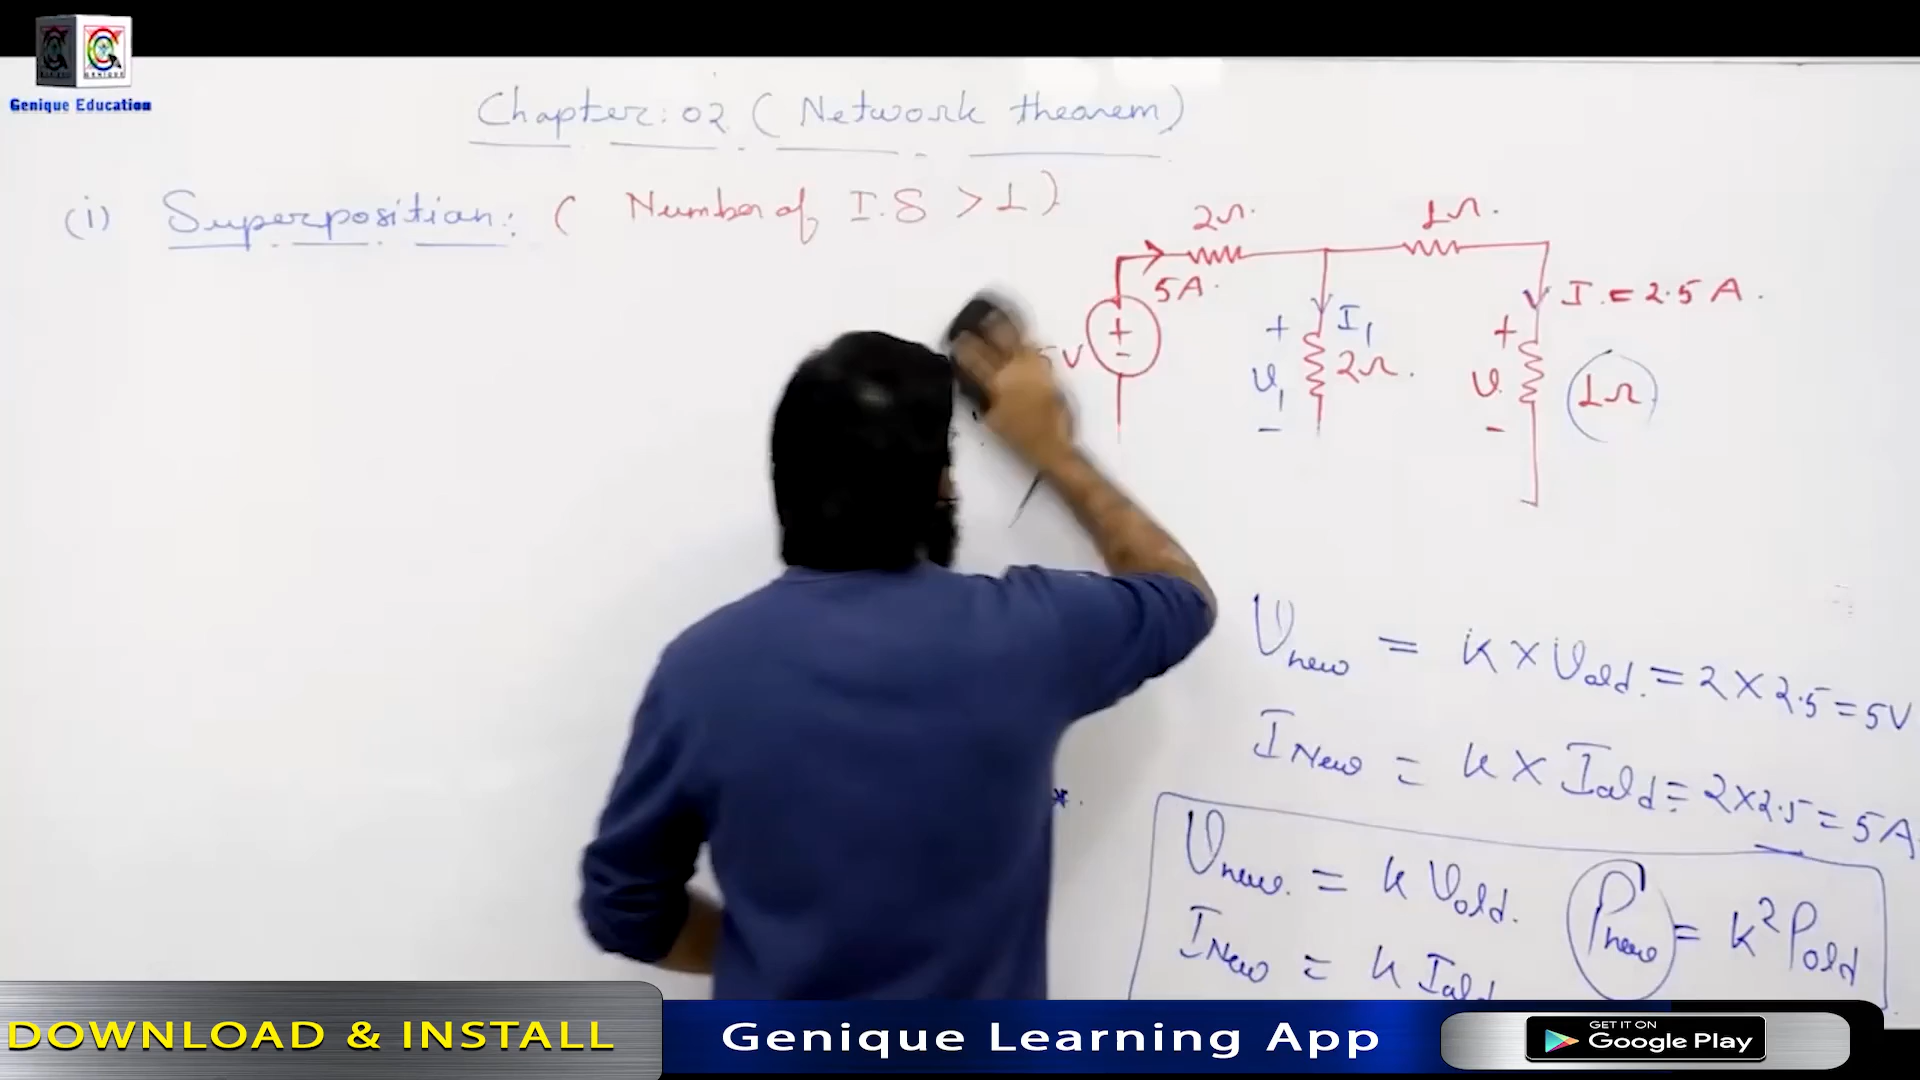 GENIQUE
Genique Education
Chapter: 02 (Network theorem)
(i) Superposition: ( Number of I.S > 1 )
2Ω.
1Ω.
5A.
I = 2.5 A.
+
-
V
+
V1
-
I1
2Ω.
+
V.
-
1Ω
Vnew = K × Vold. = 2 × 2.5 = 5V
INew = K × Iold = 2×2.5 = 5A
*.
Vnew. = K Vold.
Pnew = K² Pold
INew = K Iold
DOWNLOAD & INSTALL
Genique Learning App
GET IT ON
Google Play